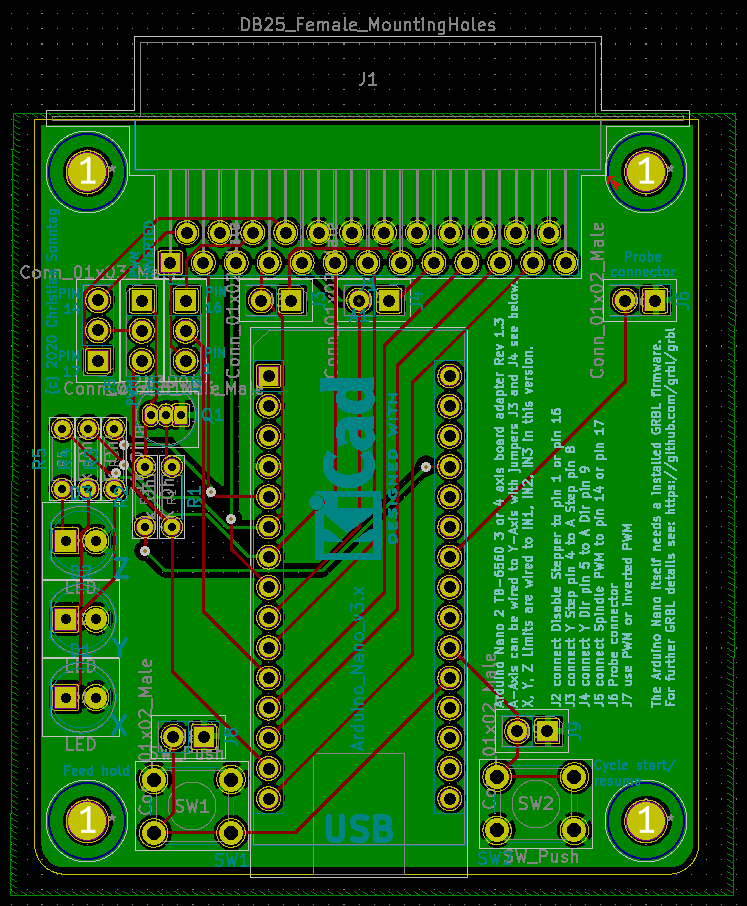 DB25_Female_MountingHoles
J1
1
1
(c) 2020 Christian Sonntag
Conn_01x03_Male
PIN
14
PIN
16
PIN
Conn_01x02_Male
Conn_01x02_Male
J4
Probe
connector
J6
Q1
R5
R1
KiCad
DESIGNED WITH
Arduino Nano 2 TB-6560 3 or 4 axis board adapter Rev 1.3
A-Axis can be wired to Y-Axis with jumpers J3 and J4 see below.
X, Y, Z Limits are wired to IN1, IN2, IN3 in this version.
J2 connect Disable Stepper to pin 1 or pin 16
J3 connect Y Step pin 4 to A Step pin 8
J4 connect Y Dir pin 5 to A Dir pin 9
J5 connect Spindle PWM to pin 14 or pin 17
J6 Probe connector
J7 use PWN or inverted PWM
The Arduino Nano itself needs a installed GRBL firmware.
For further GRBL details see: https://github.com/grbl/grbl
Z
LED
Y
LED
X
LED
Arduino_Nano_v3.x
J9
SW_Push
Feed hold
SW1
SW1
Cycle start/
resume
SW2
SW_Push
USB
1
1